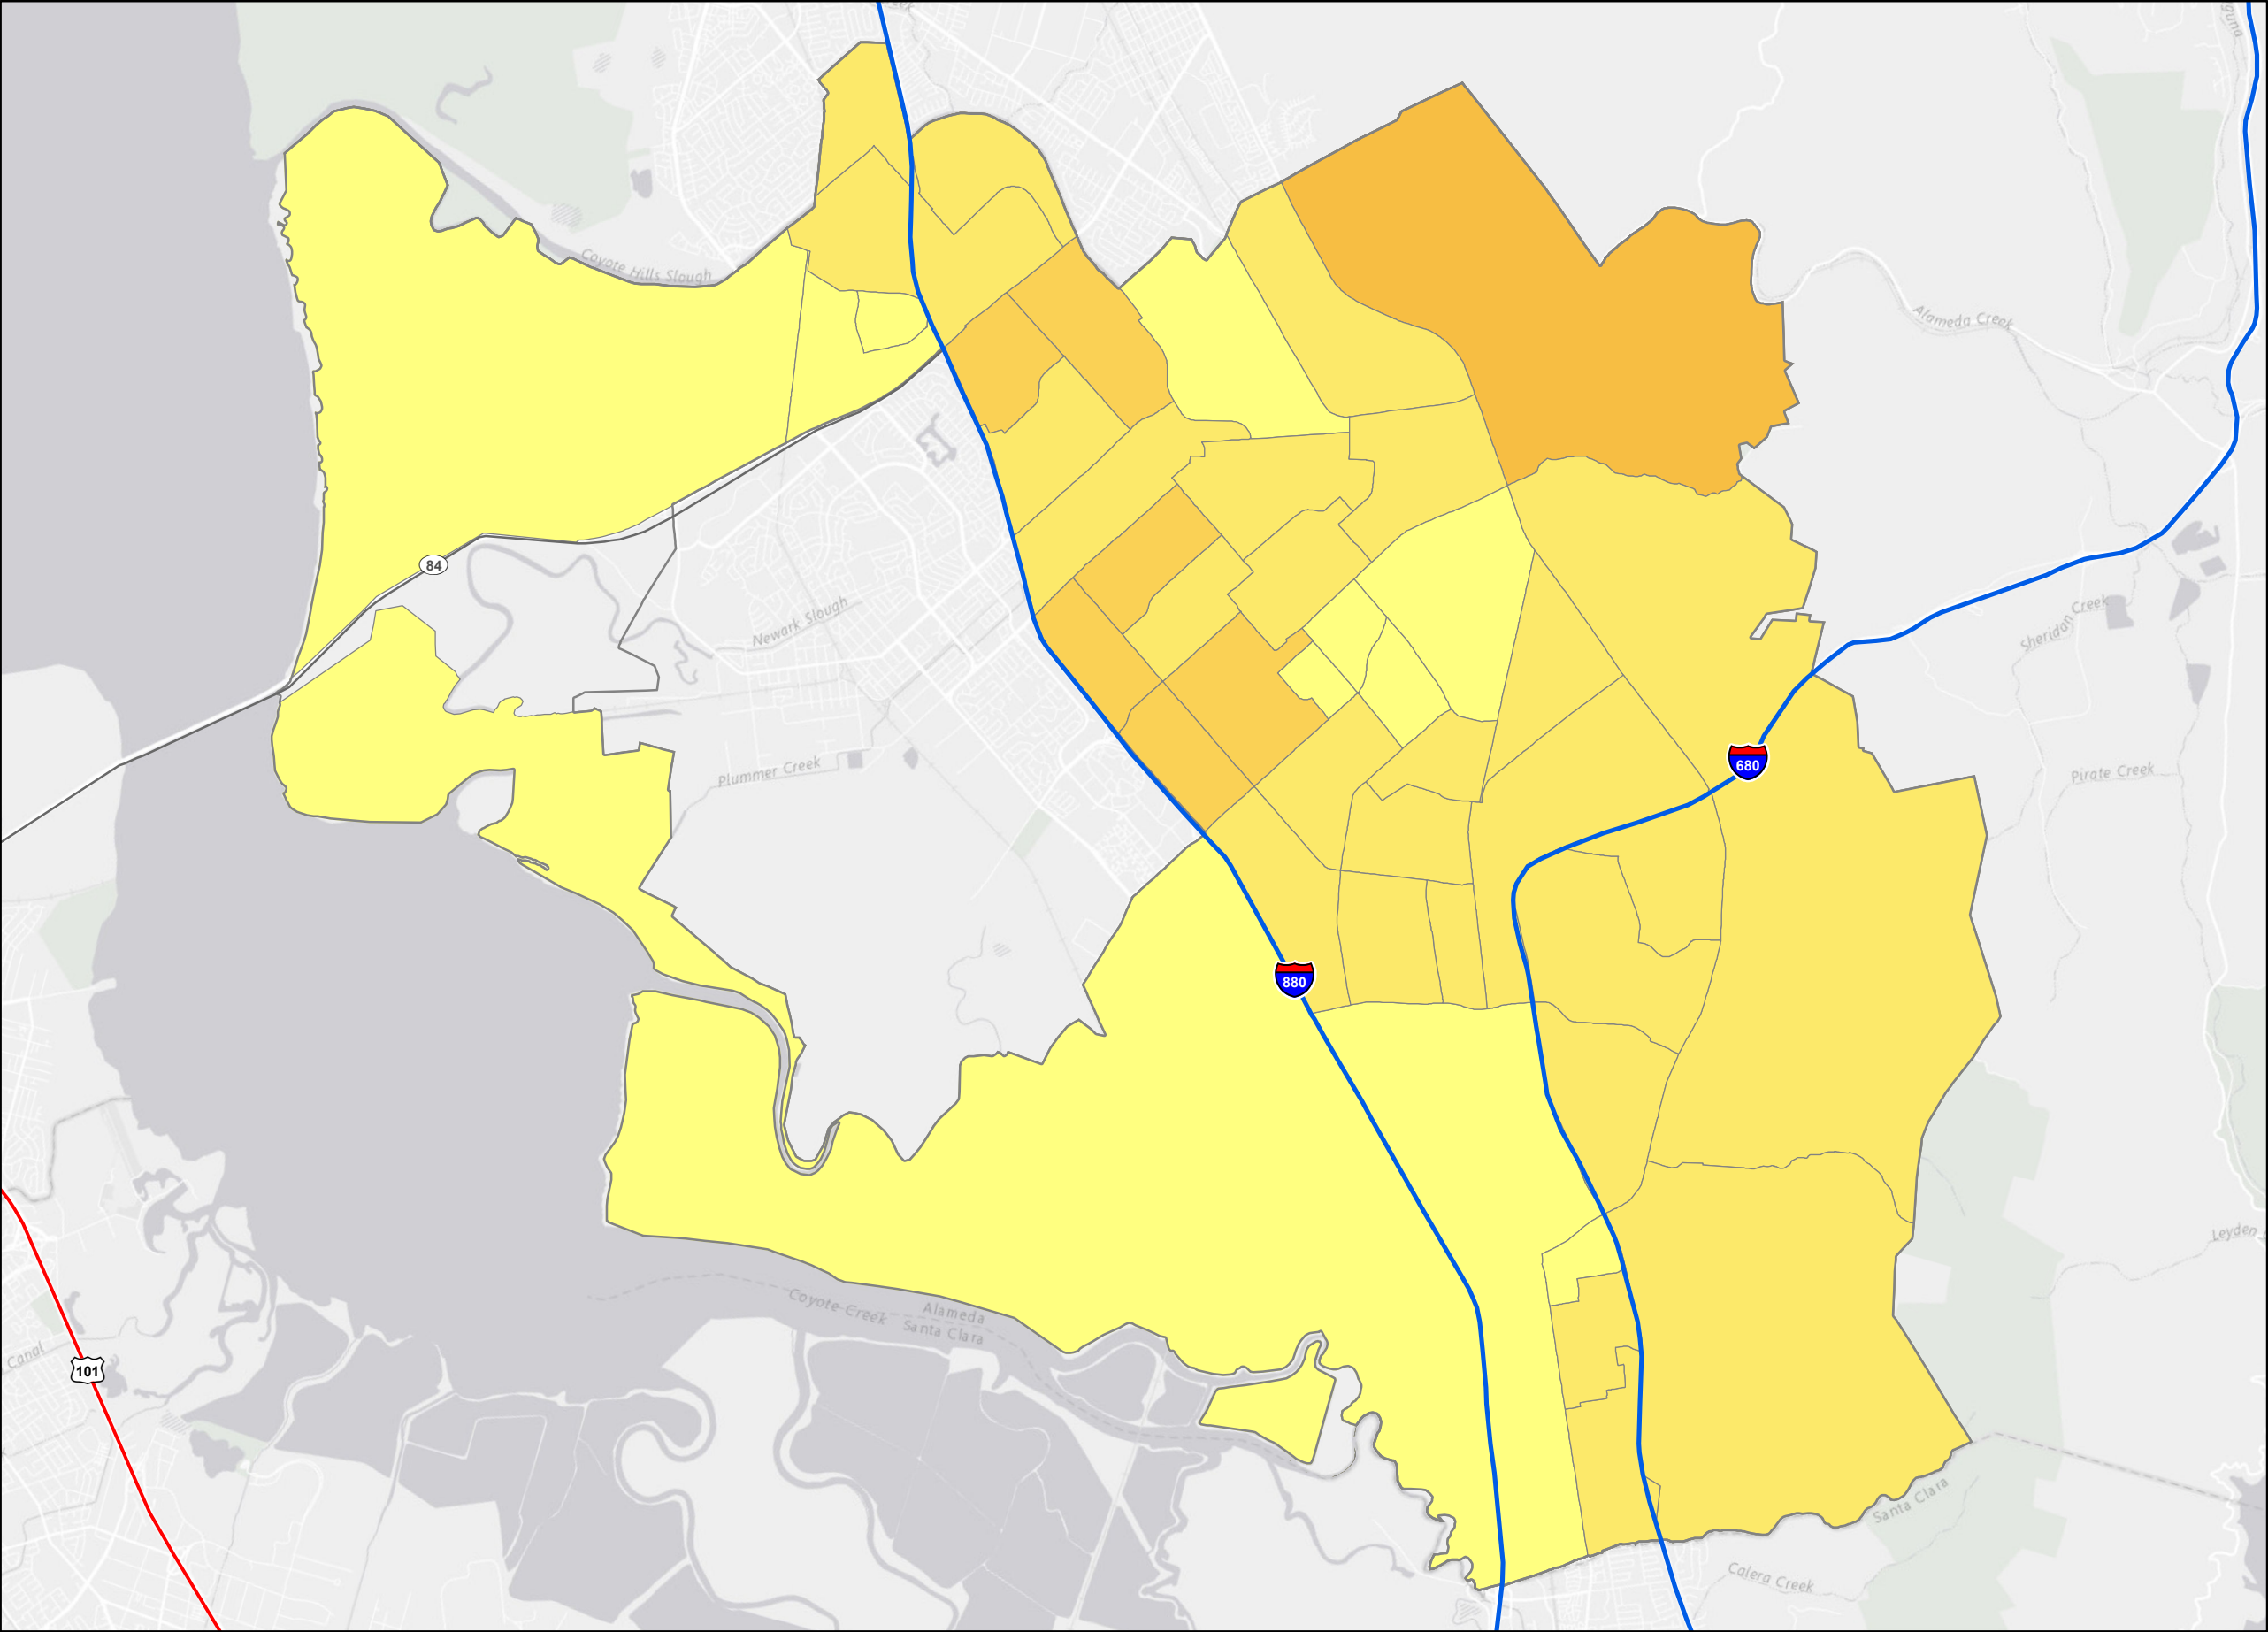 Creek
Coyote Hills Slough
Alameda Creek
84
Newark Slough
Sheridan Creek
Plummer Creek
680
Pirate Creek
880
Leyden
Coyote Creek
Alameda
Santa Clara
Canal
101
Santa Clara
Calera Creek